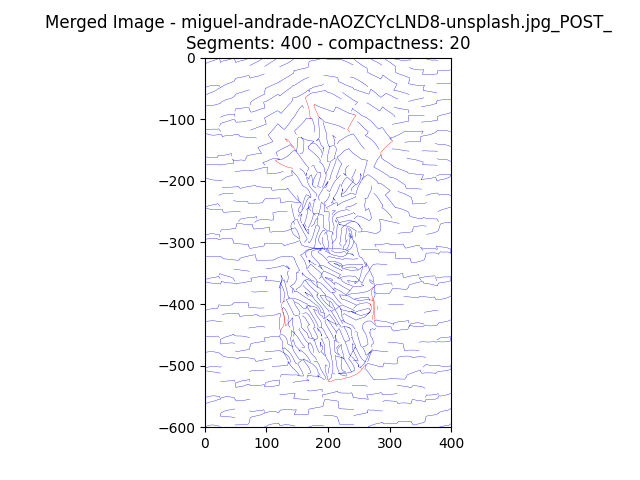 Merged Image - miguel-andrade-nAOZCYcLND8-unsplash.jpg_POST_
Segments: 400 - compactness: 20
0
−100
−200
−300
−400
−500
−600
0 100 200 300 400